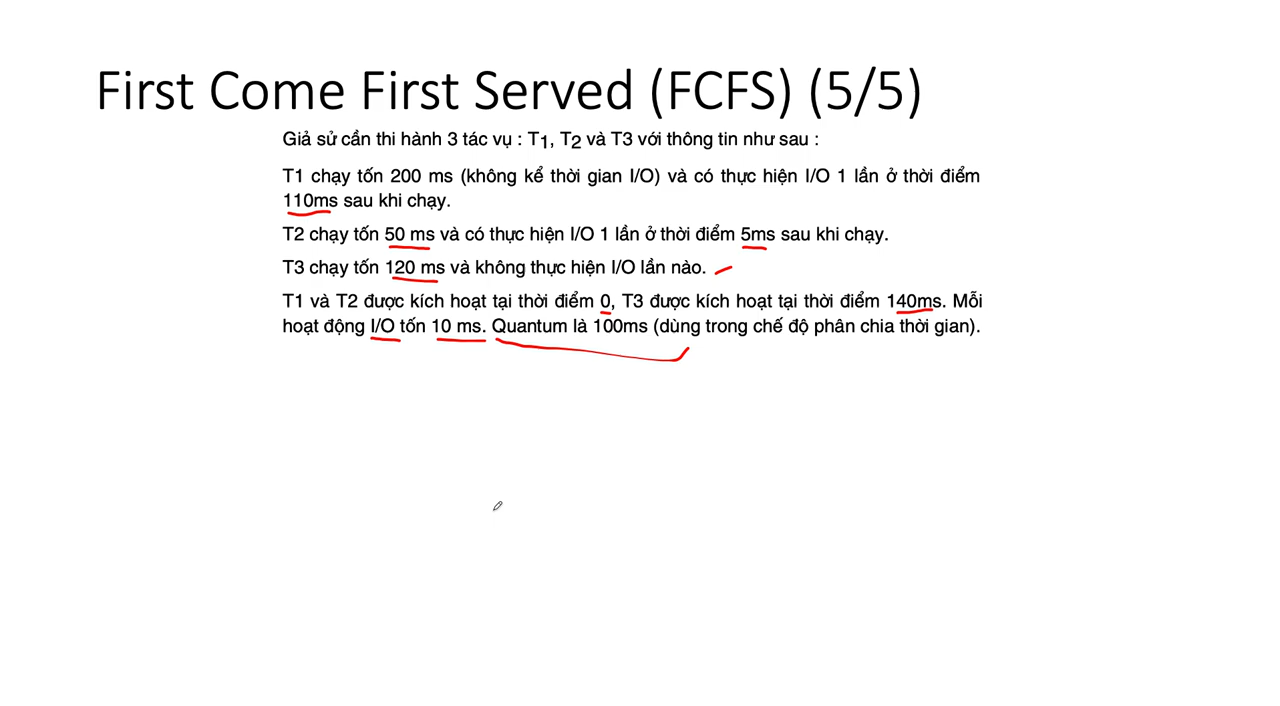 First Come First Served (FCFS) (5/5)
Giả sử cần thi hành 3 tác vụ : T1, T2 và T3 với thông tin như sau :
T1 chạy tốn 200 ms (không kể thời gian I/O) và có thực hiện I/O 1 lần ở thời điểm
110ms sau khi chạy.
T2 chạy tốn 50 ms và có thực hiện I/O 1 lần ở thời điểm 5ms sau khi chạy.
T3 chạy tốn 120 ms và không thực hiện I/O lần nào.
T1 và T2 được kích hoạt tại thời điểm 0, T3 được kích hoạt tại thời điểm 140ms. Mỗi
hoạt động I/O tốn 10 ms. Quantum là 100ms (dùng trong chế độ phân chia thời gian).